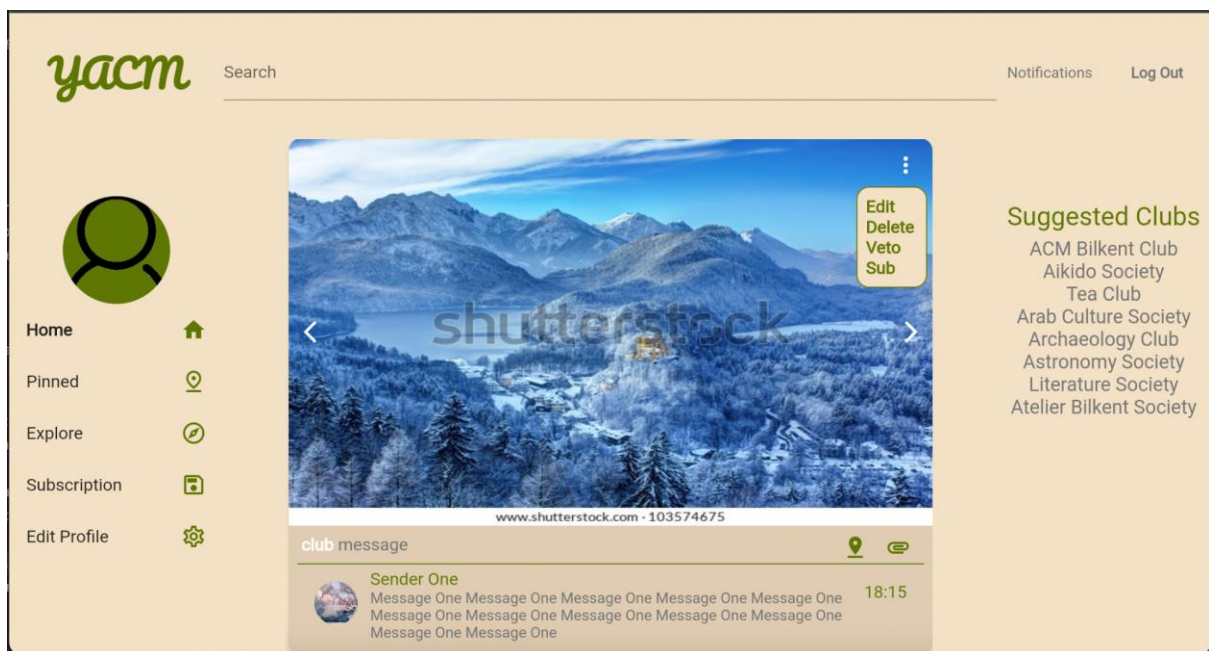 yacm
Search
Notifications
Log Out
Home
Pinned
Explore
Subscription
Edit Profile
Edit
Delete
Veto
Sub
shutterstock
www.shutterstock.com · 103574675
club message
Sender One
Message One Message One Message One Message One Message One
Message One Message One Message One Message One Message One
Message One Message One
18:15
Suggested Clubs
ACM Bilkent Club
Aikido Society
Tea Club
Arab Culture Society
Archaeology Club
Astronomy Society
Literature Society
Atelier Bilkent Society